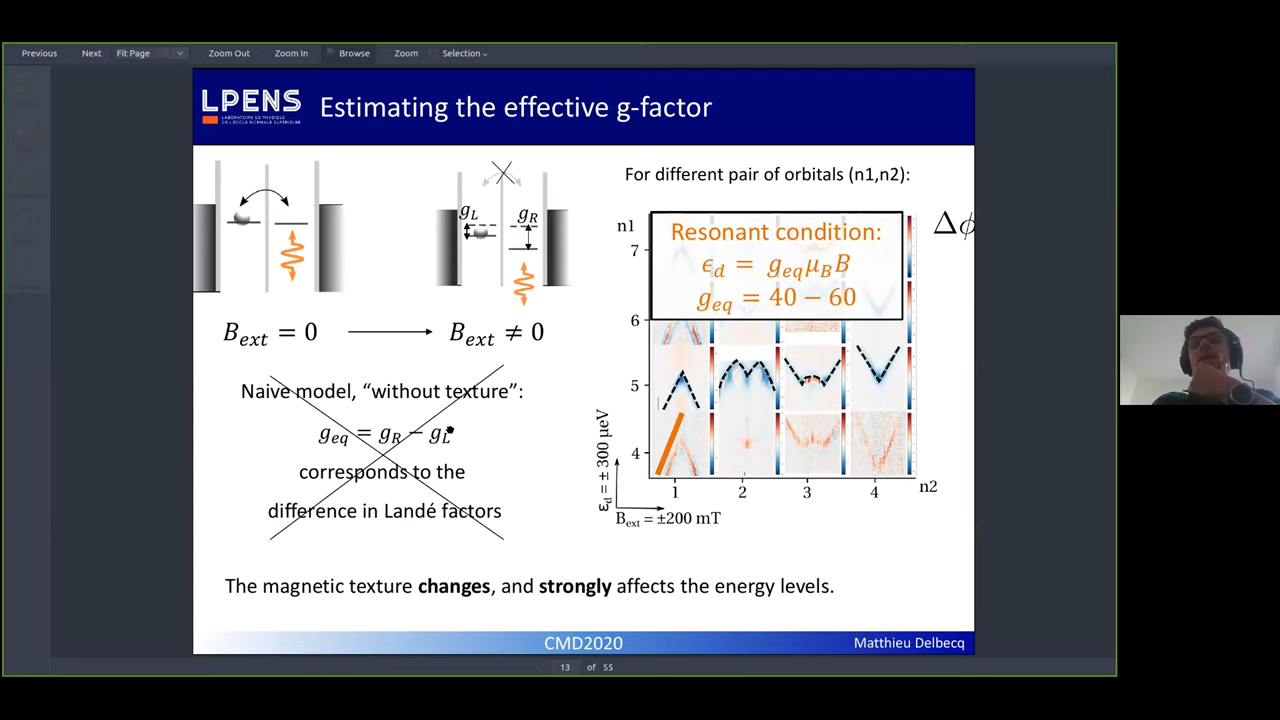 Previous Next Fit Page Zoom Out Zoom In Browse Zoom Selection
LPENS
LABORATOIRE DE PHYSIQUE
DE L'ÉCOLE NORMALE SUPÉRIEURE
Estimating the effective g-factor
g_L g_R
B_ext = 0 B_ext ≠ 0
Naive model, “without texture”:
g_eq = g_R − g_L
corresponds to the
difference in Landé factors
For different pair of orbitals (n1,n2):
n1
Δϕ
Resonant condition:
ϵ_d = g_eq μ_B B
g_eq = 40 − 60
7
6
5
4
1 2 3 4 n2
ε_d = ± 300 µeV
B_ext = ±200 mT
The magnetic texture changes, and strongly affects the energy levels.
CMD2020
Matthieu Delbecq
13 of 55